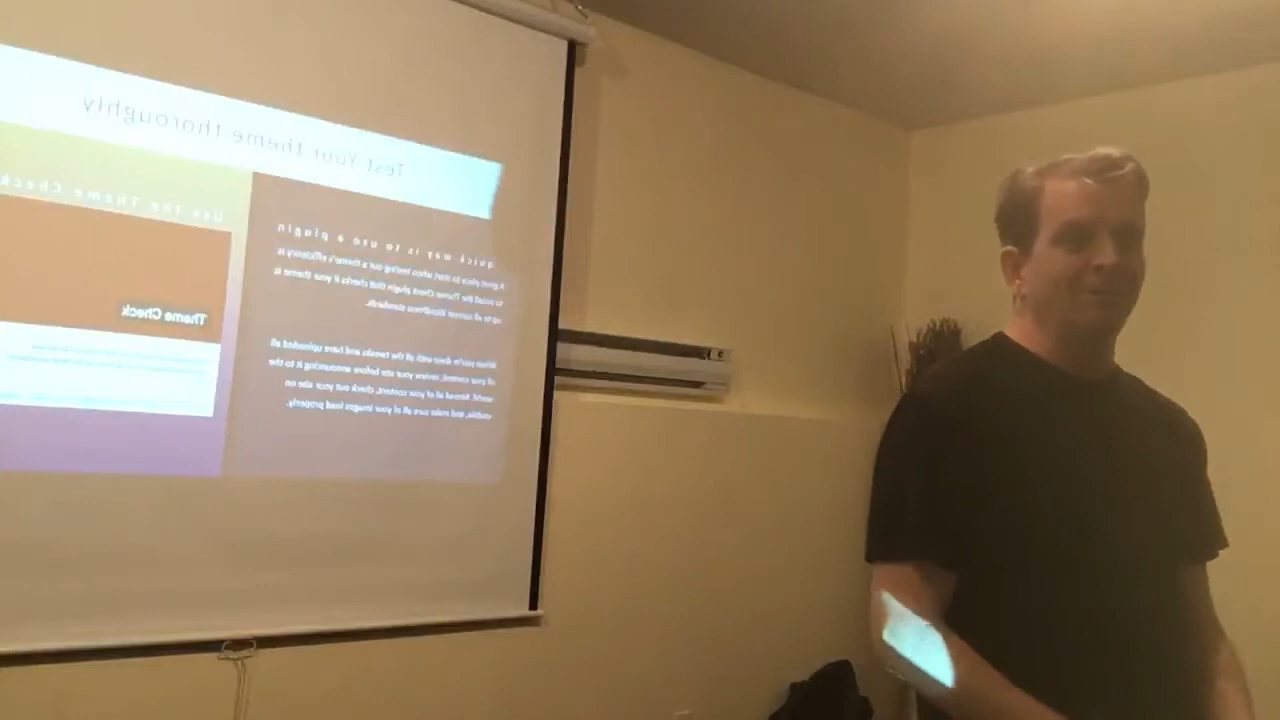 Test Your theme thoroughly
quick way is to use a plugin
A great place to start when testing out a theme's efficiency is
to install the Theme Check plugin that checks if your theme is
up to all current WordPress standards.
When you're done with all the tweaks and have uploaded all
of your content, review your site before announcing it to the
world. Reread all of your content, check out your site on
mobile, and make sure all of your images load properly.
Use the Theme Check
Theme Check